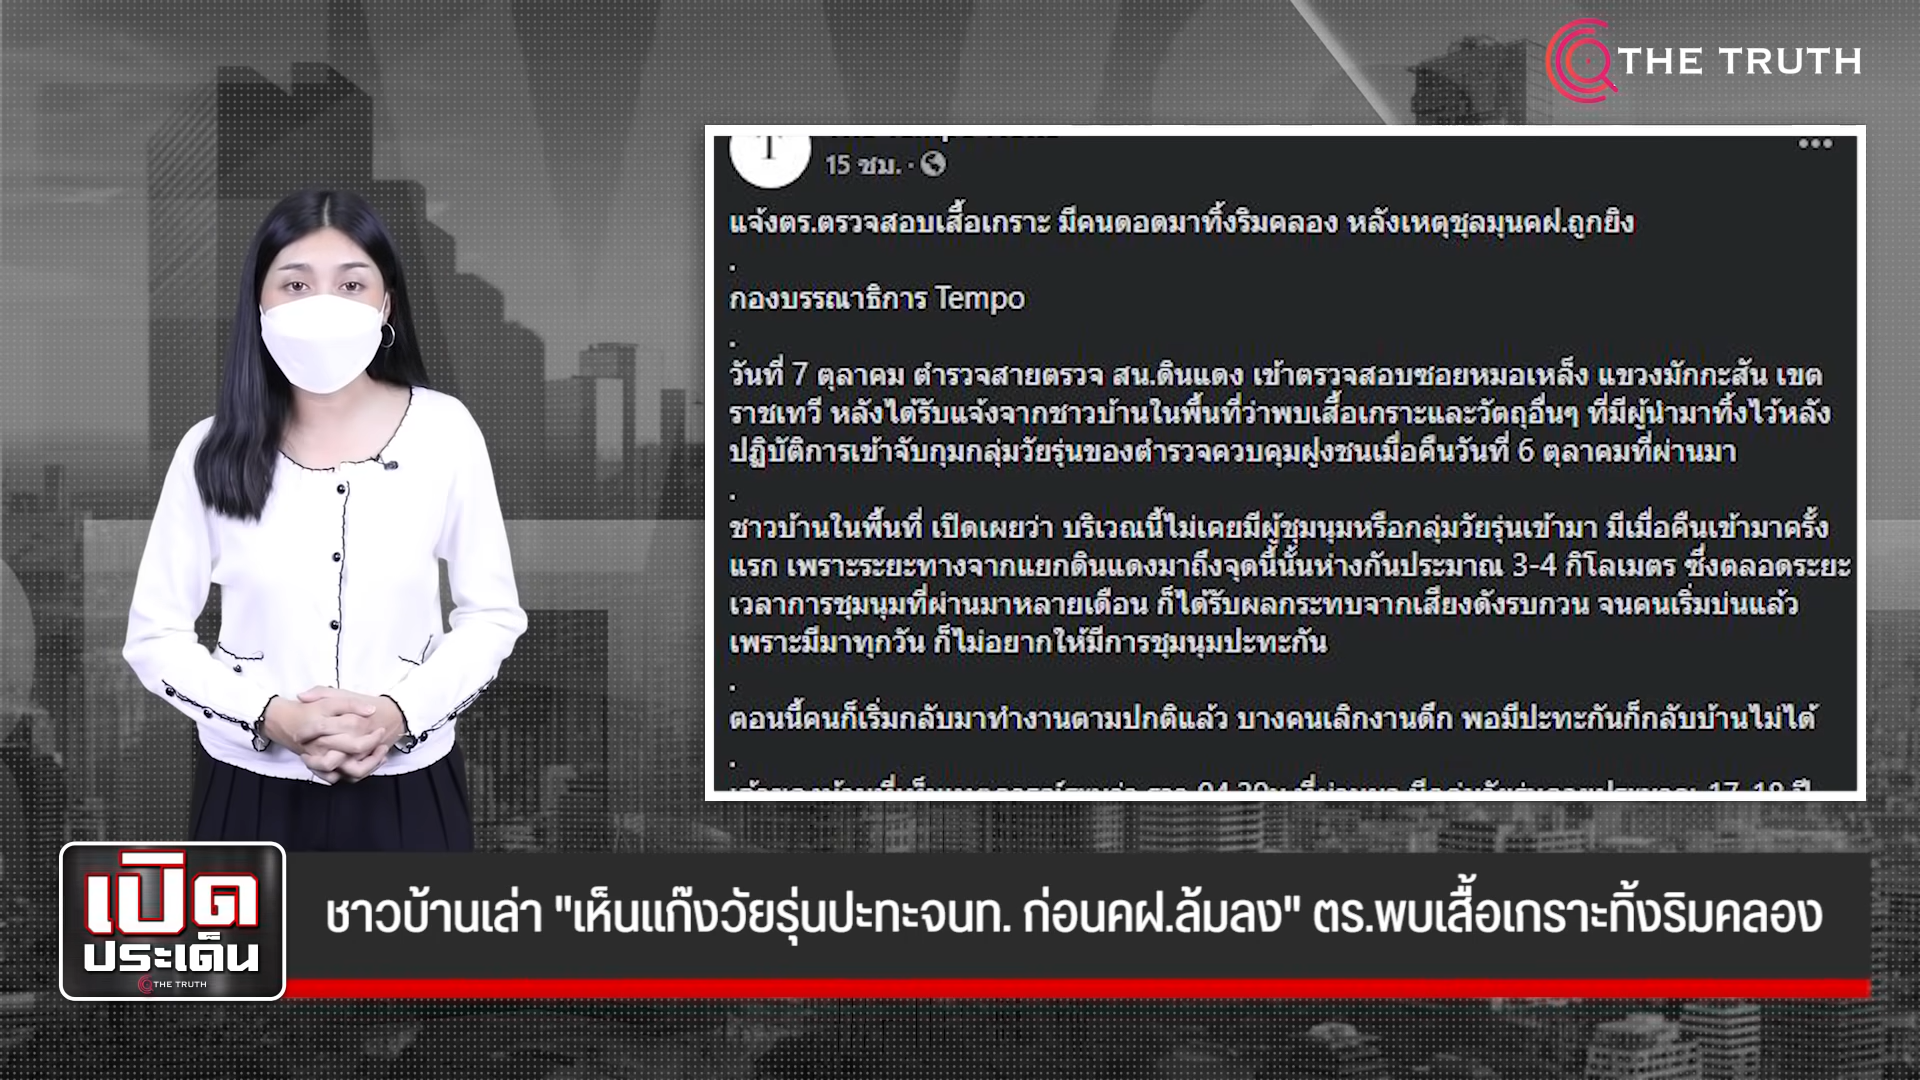 THE TRUTH
15 ชม. ·
แจ้งตร.ตรวจสอบเสื้อเกราะ มีคนถอดมาทิ้งริมคลอง หลังเหตุชุลมุนคฝ.ถูกยิง
.
กองบรรณาธิการ Tempo
.
วันที่ 7 ตุลาคม ตำรวจสายตรวจ สน.ดินแดง เข้าตรวจสอบซอยหมอเหล็ง แขวงมักกะสัน เขต
ราชเทวี หลังได้รับแจ้งจากชาวบ้านในพื้นที่ว่าพบเสื้อเกราะและวัตถุอื่นๆ ที่มีผู้นำมาทิ้งไว้หลัง
ปฏิบัติการเข้าจับกุมกลุ่มวัยรุ่นของตำรวจควบคุมฝูงชนเมื่อคืนวันที่ 6 ตุลาคมที่ผ่านมา
.
ชาวบ้านในพื้นที่ เปิดเผยว่า บริเวณนี้ไม่เคยมีผู้ชุมนุมหรือกลุ่มวัยรุ่นเข้ามา มีเมื่อคืนเข้ามาครั้ง
แรก เพราะระยะทางจากแยกดินแดงมาถึงจุดนี้นั้นห่างกันประมาณ 3-4 กิโลเมตร ซึ่งตลอดระยะ
เวลาการชุมนุมที่ผ่านมาหลายเดือน ก็ได้รับผลกระทบจากเสียงดังรบกวน จนคนเริ่มบ่นแล้ว
เพราะมีมาทุกวัน ก็ไม่อยากให้มีการชุมนุมปะทะกัน
.
ตอนนี้คนก็เริ่มกลับมาทำงานตามปกติแล้ว บางคนเลิกงานดึก พอมีปะทะกันก็กลับบ้านไม่ได้
.
เปิดประเด็น
THE TRUTH
ชาวบ้านเล่า "เห็นแก๊งวัยรุ่นปะทะจนท. ก่อนคฝ.ล้มลง" ตร.พบเสื้อเกราะทิ้งริมคลอง